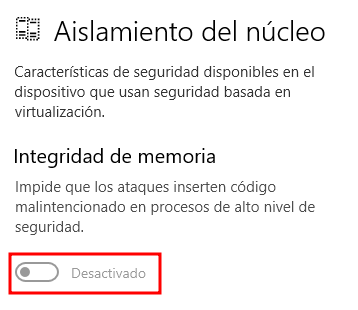 Aislamiento del núcleo
Características de seguridad disponibles en el
dispositivo que usan seguridad basada en
virtualización.
Integridad de memoria
Impide que los ataques inserten código
malintencionado en procesos de alto nivel de
seguridad.
Desactivado